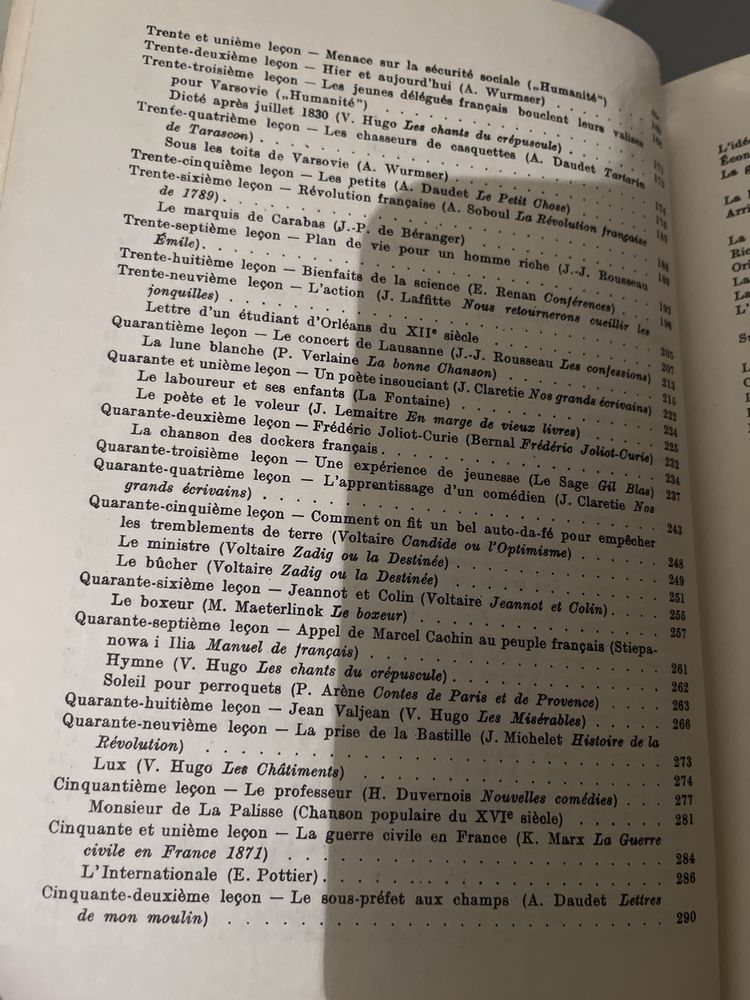 Trente et unième leçon — Menace sur la sécurité sociale („Humanité")
Trente-deuxième leçon — Hier et aujourd'hui (A. Wurmser) . . . . .
Trente-troisième leçon — Les jeunes délégués français bouclent leurs valises
pour Varsovie („Humanité") . . . . .
Dicté après juillet 1830 (V. Hugo Les chants du crépuscule) . . . . .
Trente-quatrième leçon — Les chasseurs de casquettes (A. Daudet Tartarin
de Tarascon) . . . . .
Sous les toits de Varsovie (A. Wurmser) . . . . .
Trente-cinquième leçon — Les petits (A. Daudet Le Petit Chose) . . . . .
Trente-sixième leçon — Révolution française (A. Soboul La Révolution française
de 1789) . . . . .
Le marquis de Carabas (J.-P. de Béranger) . . . . .
Trente-septième leçon — Plan de vie pour un homme riche (J.-J. Rousseau
Émile) . . . . .
Trente-huitième leçon — Bienfaits de la science (E. Renan Conférences) . . . . .
Trente-neuvième leçon — L'action (J. Laffitte Nous retournerons cueillir les
jonquilles) . . . . .
Lettre d'un étudiant d'Orléans du XIIe siècle . . . . . 205
Quarantième leçon — Le concert de Lausanne (J.-J. Rousseau Les confessions) 207
La lune blanche (P. Verlaine La bonne Chanson) . . . . . 213
Quarante et unième leçon — Un poète insouciant (J. Claretie Nos grands écrivains) 215
Le laboureur et ses enfants (La Fontaine) . . . . . 222
Le poète et le voleur (J. Lemaitre En marge de vieux livres) . . . . . 224
Quarante-deuxième leçon — Frédéric Joliot-Curie (Bernal Frédéric Joliot-Curie) 225
La chanson des dockers français . . . . . 232
Quarante-troisième leçon — Une expérience de jeunesse (Le Sage Gil Blas) 234
Quarante-quatrième leçon — L'apprentissage d'un comédien (J. Claretie Nos 237
grands écrivains) . . . . .
Quarante-cinquième leçon — Comment on fit un bel auto-da-fé pour empêcher
les tremblements de terre (Voltaire Candide ou l'Optimisme) . . . . . 243
Le ministre (Voltaire Zadig ou la Destinée) . . . . . 248
Le bûcher (Voltaire Zadig ou la Destinée) . . . . . 249
Quarante-sixième leçon — Jeannot et Colin (Voltaire Jeannot et Colin) . . . . 251
Le boxeur (M. Maeterlinck Le boxeur) . . . . . 255
Quarante-septième leçon — Appel de Marcel Cachin au peuple français (Stiepa- 257
nowa i Ilia Manuel de français) . . . . .
Hymne (V. Hugo Les chants du crépuscule) . . . . . 261
Soleil pour perroquets (P. Arène Contes de Paris et de Provence) . . . . . 262
Quarante-huitième leçon — Jean Valjean (V. Hugo Les Misérables) . . . . . 263
Quarante-neuvième leçon — La prise de la Bastille (J. Michelet Histoire de la 266
Révolution) . . . . . 273
Lux (V. Hugo Les Châtiments) . . . . . 274
Cinquantième leçon — Le professeur (H. Duvernois Nouvelles comédies) . . . 277
Monsieur de La Palisse (Chanson populaire du XVIe siècle) . . . . . 281
Cinquante et unième leçon — La guerre civile en France (K. Marx La Guerre
civile en France 1871) . . . . . 284
L'Internationale (E. Pottier) . . . . . 286
Cinquante-deuxième leçon — Le sous-préfet aux champs (A. Daudet Lettres
de mon moulin) . . . . . 290